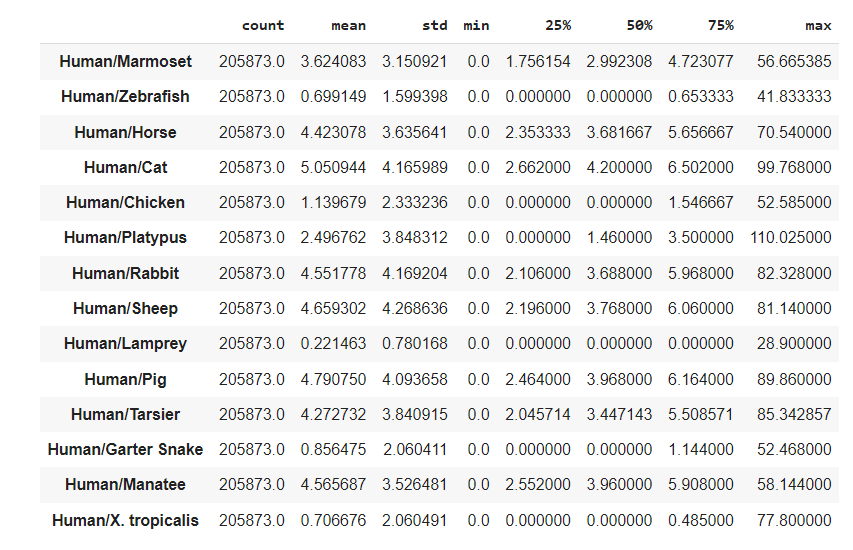 count mean std min 25% 50% 75% max
Human/Marmoset 205873.0 3.624083 3.150921 0.0 1.756154 2.992308 4.723077 56.665385
Human/Zebrafish 205873.0 0.699149 1.599398 0.0 0.000000 0.000000 0.653333 41.833333
Human/Horse 205873.0 4.423078 3.635641 0.0 2.353333 3.681667 5.656667 70.540000
Human/Cat 205873.0 5.050944 4.165989 0.0 2.662000 4.200000 6.502000 99.768000
Human/Chicken 205873.0 1.139679 2.333236 0.0 0.000000 0.000000 1.546667 52.585000
Human/Platypus 205873.0 2.496762 3.848312 0.0 0.000000 1.460000 3.500000 110.025000
Human/Rabbit 205873.0 4.551778 4.169204 0.0 2.106000 3.688000 5.968000 82.328000
Human/Sheep 205873.0 4.659302 4.268636 0.0 2.196000 3.768000 6.060000 81.140000
Human/Lamprey 205873.0 0.221463 0.780168 0.0 0.000000 0.000000 0.000000 28.900000
Human/Pig 205873.0 4.790750 4.093658 0.0 2.464000 3.968000 6.164000 89.860000
Human/Tarsier 205873.0 4.272732 3.840915 0.0 2.045714 3.447143 5.508571 85.342857
Human/Garter Snake 205873.0 0.856475 2.060411 0.0 0.000000 0.000000 1.144000 52.468000
Human/Manatee 205873.0 4.565687 3.526481 0.0 2.552000 3.960000 5.908000 58.144000
Human/X. tropicalis 205873.0 0.706676 2.060491 0.0 0.000000 0.000000 0.485000 77.800000